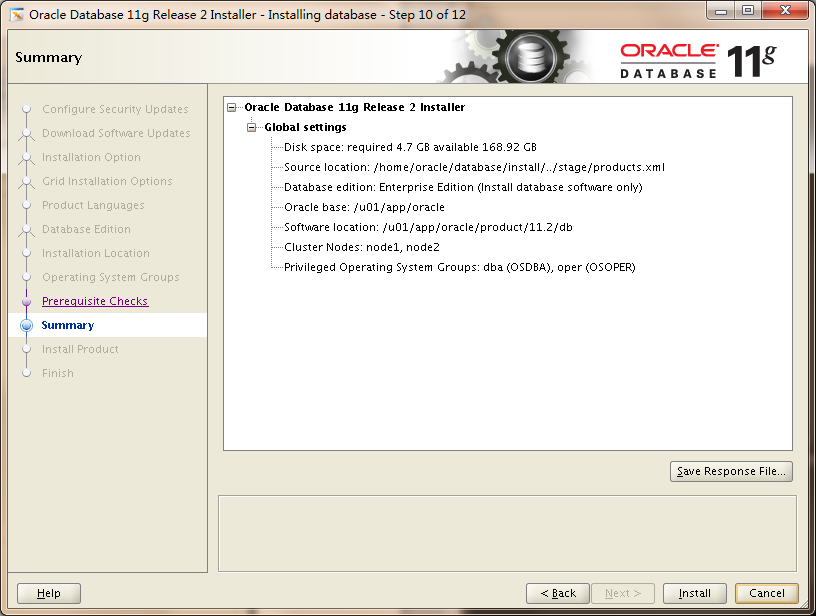 Oracle Database 11g Release 2 Installer - Installing database - Step 10 of 12
Summary
ORACLE
DATABASE
11g
Configure Security Updates
Download Software Updates
Installation Option
Grid Installation Options
Product Languages
Database Edition
Installation Location
Operating System Groups
Prerequisite Checks
Summary
Install Product
Finish
Oracle Database 11g Release 2 Installer
Global settings
Disk space: required 4.7 GB available 168.92 GB
Source location: /home/oracle/database/install/../stage/products.xml
Database edition: Enterprise Edition (Install database software only)
Oracle base: /u01/app/oracle
Software location: /u01/app/oracle/product/11.2/db
Cluster Nodes: node1, node2
Privileged Operating System Groups: dba (OSDBA), oper (OSOPER)
Save Response File...
Help
< Back
Next >
Install
Cancel